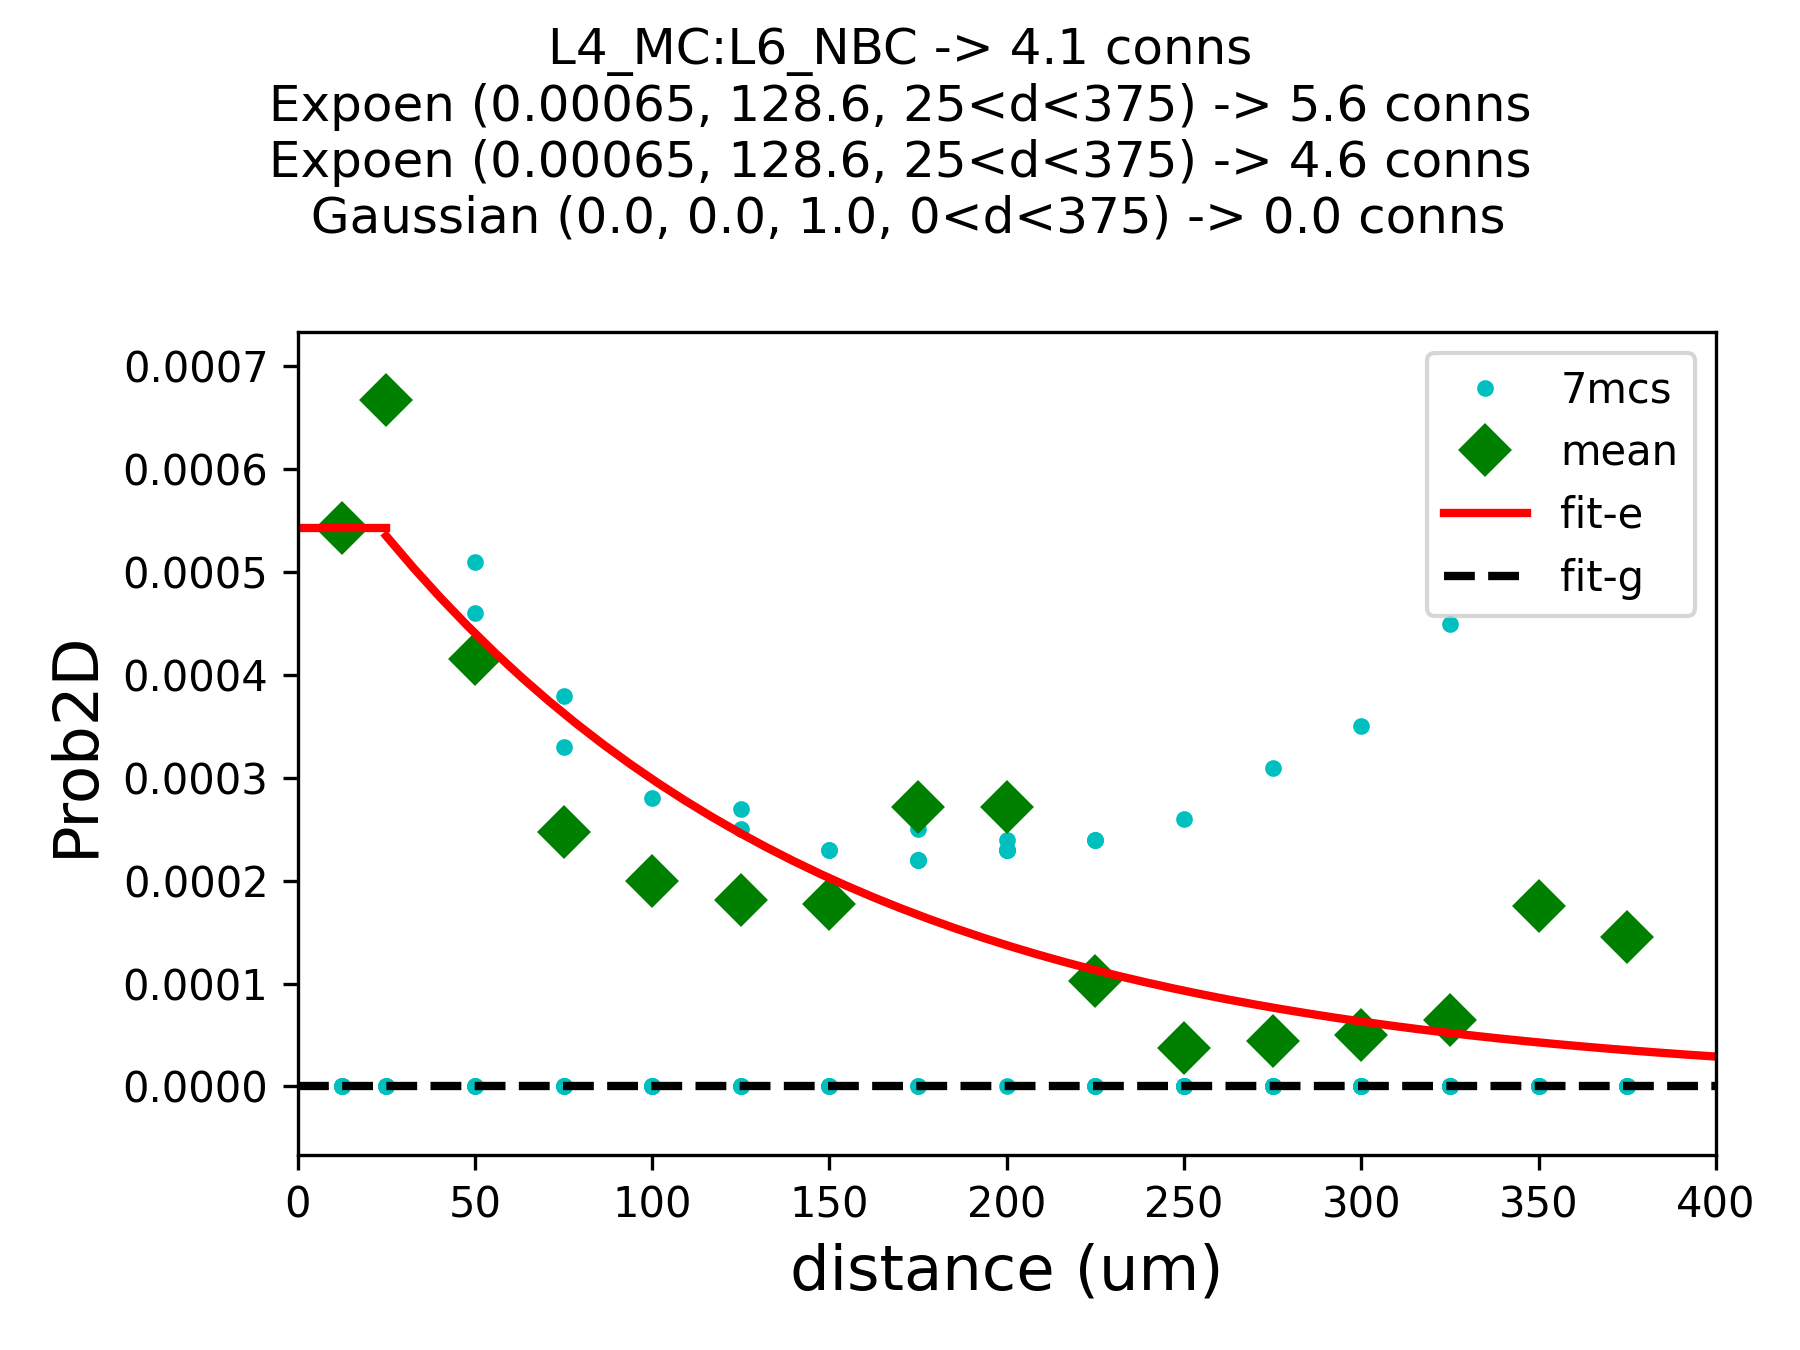 L4_MC:L6_NBC -> 4.1 conns
Expoen (0.00065, 128.6, 25<d<375) -> 5.6 conns
Expoen (0.00065, 128.6, 25<d<375) -> 4.6 conns
Gaussian (0.0, 0.0, 1.0, 0<d<375) -> 0.0 conns
0.0007
0.0006
0.0005
0.0004
0.0003
0.0002
0.0001
0.0000
Prob2D
7mcs
mean
fit-e
fit-g
0 50 100 150 200 250 300 350 400
distance (um)